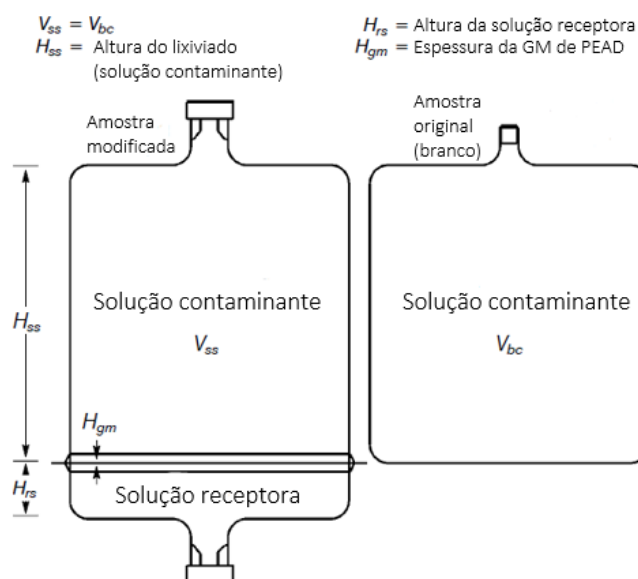 V_ss = V_bc
H_ss = Altura do lixiviado
(solução contaminante)
H_rs = Altura da solução receptora
H_gm = Espessura da GM de PEAD
Amostra
modificada
Amostra
original
(branco)
Solução contaminante
V_ss
Solução contaminante
V_bc
H_ss
H_gm
H_rs
Solução receptora